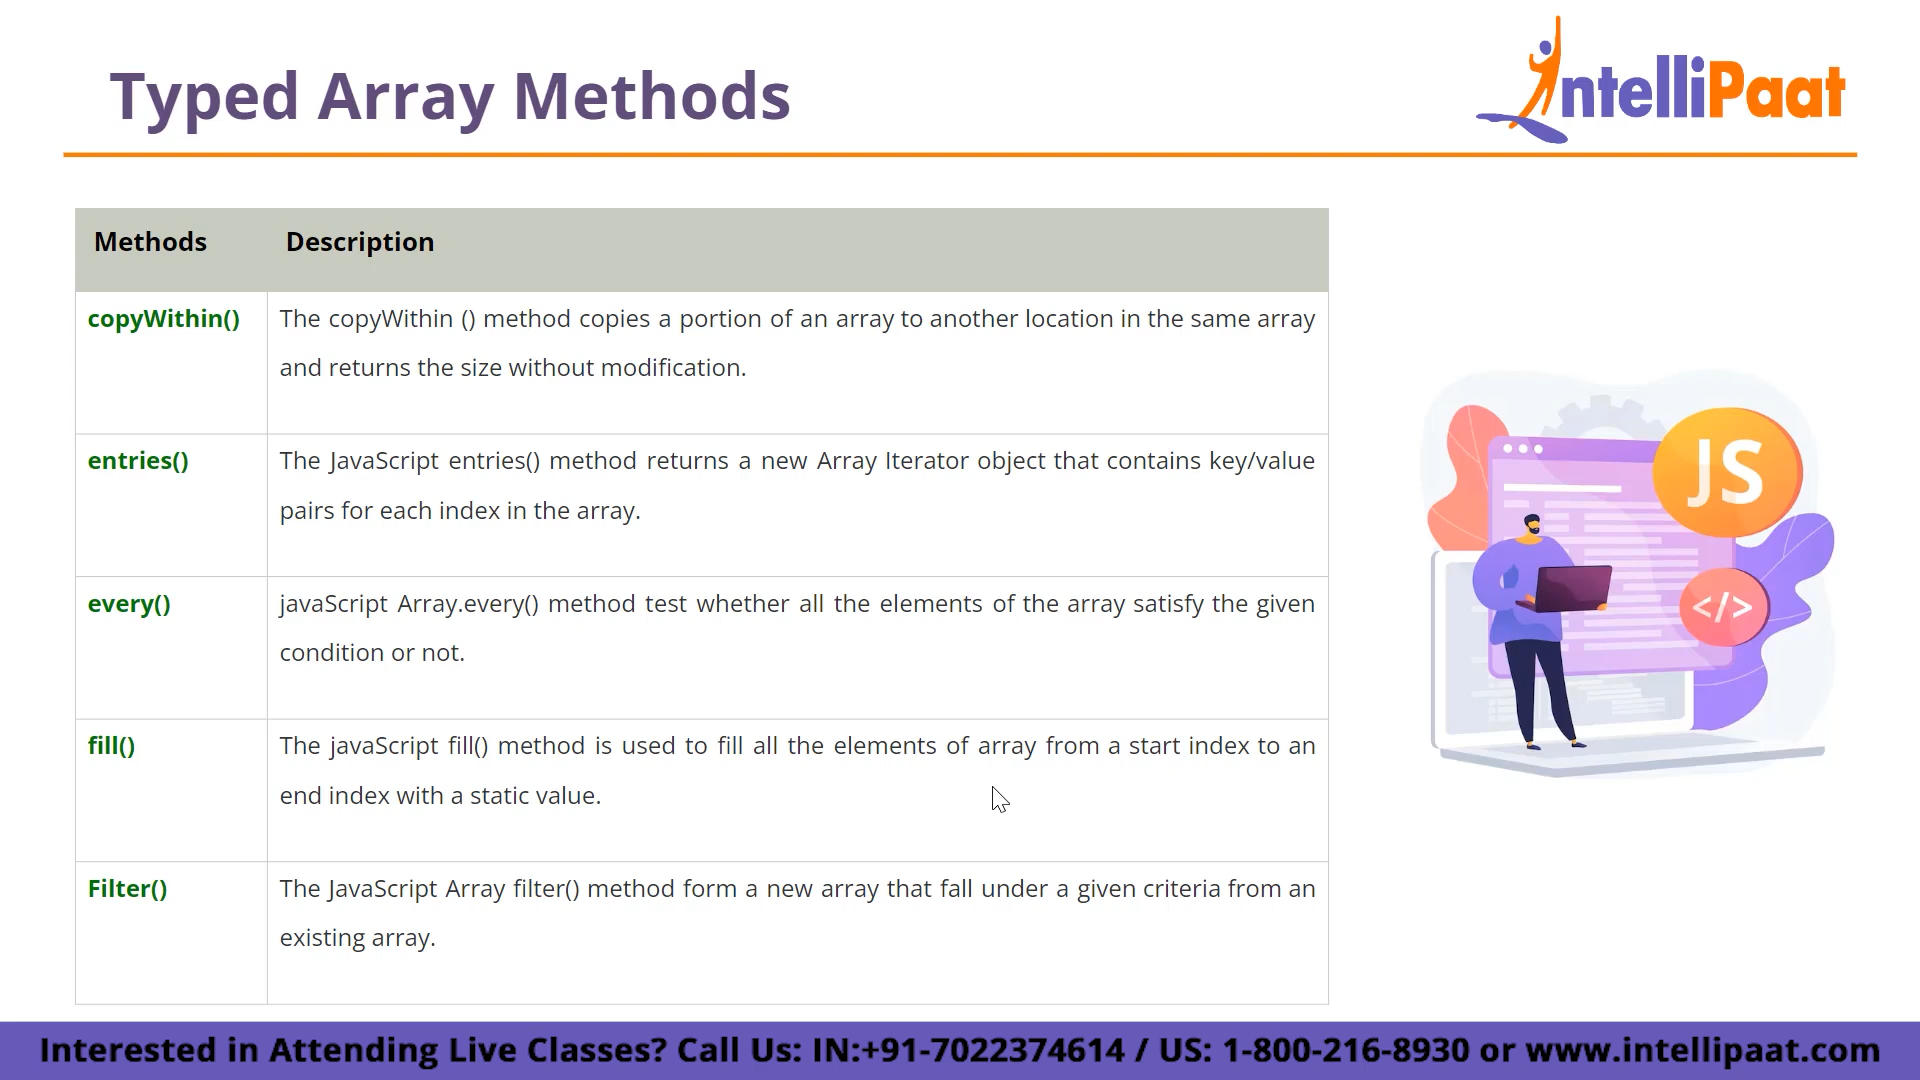 Typed Array Methods
IntelliPaat
Methods Description
copyWithin() The copyWithin () method copies a portion of an array to another location in the same array
and returns the size without modification.
entries() The JavaScript entries() method returns a new Array Iterator object that contains key/value
pairs for each index in the array.
every() javaScript Array.every() method test whether all the elements of the array satisfy the given
condition or not.
fill() The javaScript fill() method is used to fill all the elements of array from a start index to an
end index with a static value.
Filter() The JavaScript Array filter() method form a new array that fall under a given criteria from an
existing array.
JS
</>
Interested in Attending Live Classes? Call Us: IN:+91-7022374614 / US: 1-800-216-8930 or www.intellipaat.com